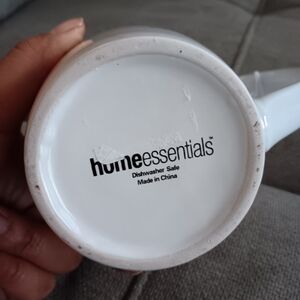 homeessentials™
Dishwasher Safe
Made in China